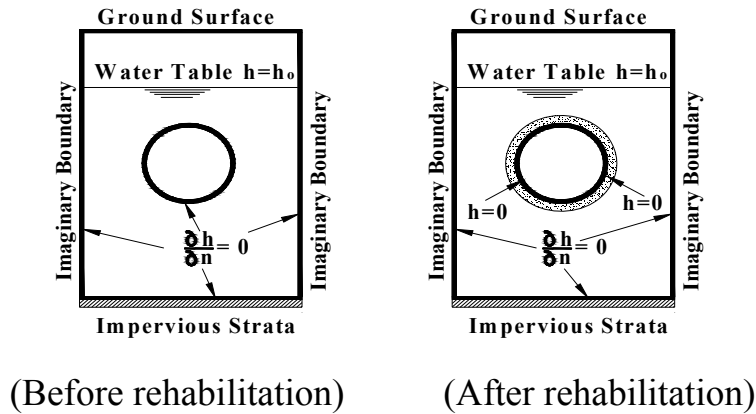 Ground Surface
Water Table h=ho
Imaginary Boundary
Imaginary Boundary
∂h/∂n = 0
Impervious Strata
(Before rehabilitation)
Ground Surface
Water Table h=ho
Imaginary Boundary
Imaginary Boundary
h=0
h=0
∂h/∂n = 0
Impervious Strata
(After rehabilitation)